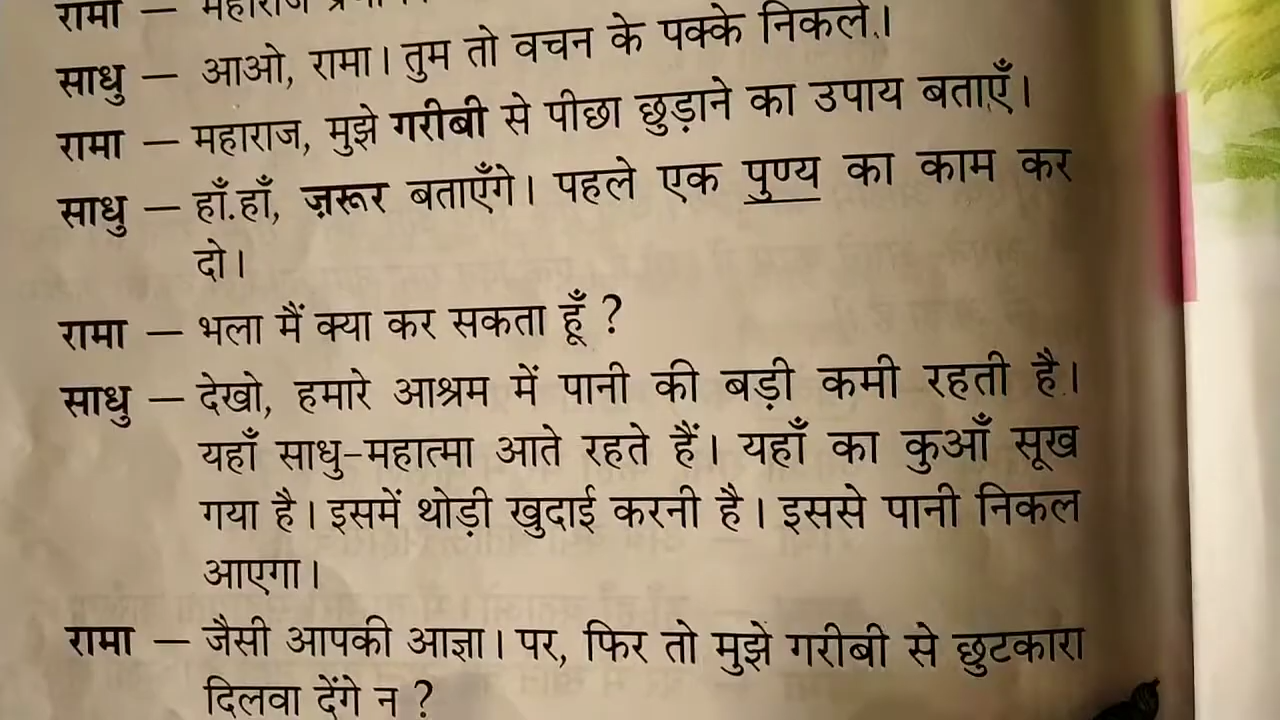 रामा — महाराज
साधु — आओ, रामा। तुम तो वचन के पक्के निकले।
रामा — महाराज, मुझे गरीबी से पीछा छुड़ाने का उपाय बताएँ।
साधु — हाँ.हाँ, ज़रूर बताएँगे। पहले एक पुण्य का काम कर
दो।
रामा — भला मैं क्या कर सकता हूँ ?
साधु — देखो, हमारे आश्रम में पानी की बड़ी कमी रहती है।
यहाँ साधु-महात्मा आते रहते हैं। यहाँ का कुआँ सूख
गया है। इसमें थोड़ी खुदाई करनी है। इससे पानी निकल
आएगा।
रामा — जैसी आपकी आज्ञा। पर, फिर तो मुझे गरीबी से छुटकारा
दिलवा देंगे न ?